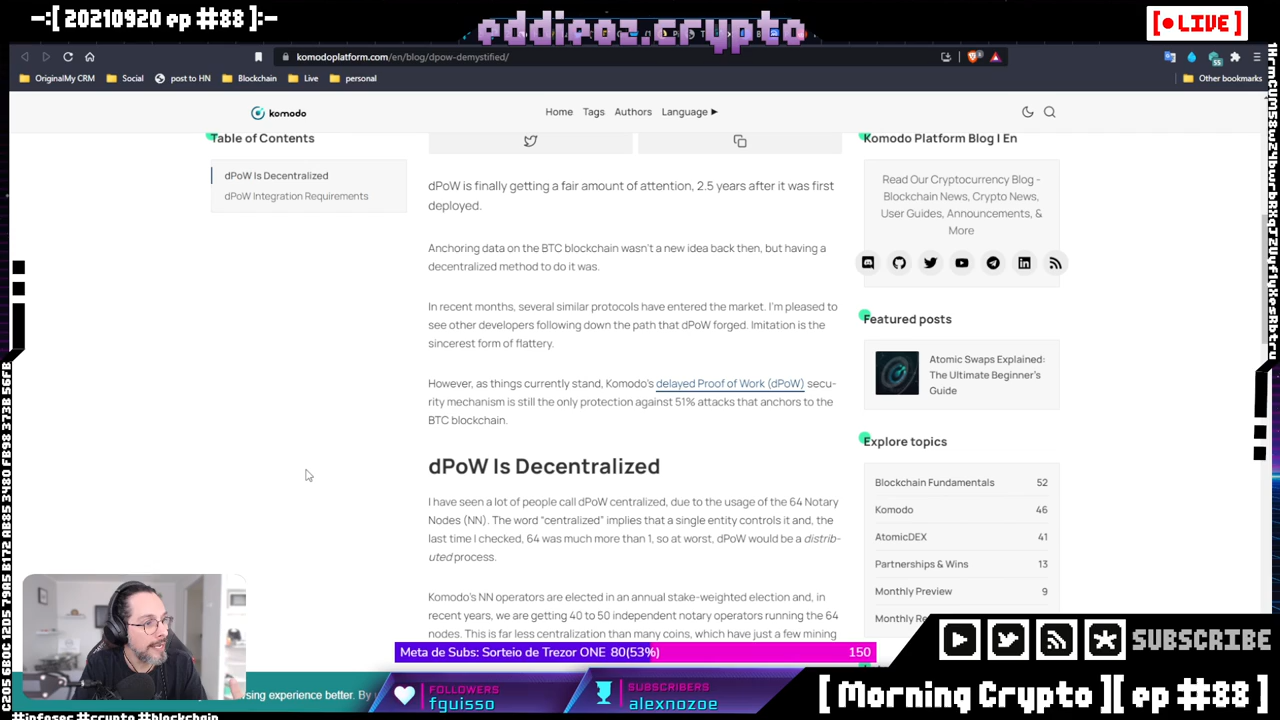 -:[ 20210920 ep #88 ]:-
eddieoz.crypto
[● LIVE]
komodoplatform.com/en/blog/dpow-demystified/
OriginalMy CRM
Social
post to HN
Blockchain
Live
personal
Other bookmarks
komodo
Home
Tags
Authors
Language ▶
Table of Contents
dPoW Is Decentralized
dPoW Integration Requirements
dPoW is finally getting a fair amount of attention, 2.5 years after it was first
deployed.
Anchoring data on the BTC blockchain wasn't a new idea back then, but having a
decentralized method to do it was.
In recent months, several similar protocols have entered the market. I'm pleased to
see other developers following down the path that dPoW forged. Imitation is the
sincerest form of flattery.
However, as things currently stand, Komodo's delayed Proof of Work (dPoW) secu-
rity mechanism is still the only protection against 51% attacks that anchors to the
BTC blockchain.
dPoW Is Decentralized
I have seen a lot of people call dPoW centralized, due to the usage of the 64 Notary
Nodes (NN). The word "centralized" implies that a single entity controls it and, the
last time I checked, 64 was much more than 1, so at worst, dPoW would be a distrib-
uted process.
Komodo's NN operators are elected in an annual stake-weighted election and, in
recent years, we are getting 40 to 50 independent notary operators running the 64
nodes. This is far less centralization than many coins, which have just a few mining
Komodo Platform Blog | En
Read Our Cryptocurrency Blog -
Blockchain News, Crypto News,
User Guides, Announcements, &
More
Featured posts
Atomic Swaps Explained:
The Ultimate Beginner's
Guide
Explore topics
Blockchain Fundamentals 52
Komodo 46
AtomicDEX 41
Partnerships & Wins 13
Monthly Preview 9
Monthly Re
sing experience better. By u
Meta de Subs: Sorteio de Trezor ONE 80(53%)
150
FOLLOWERS
fguisso
SUBSCRIBERS
alexnozoe
SUBSCRIBE
[ Morning Crypto ][ ep #88 ]
#infosec #crypto #blockchain